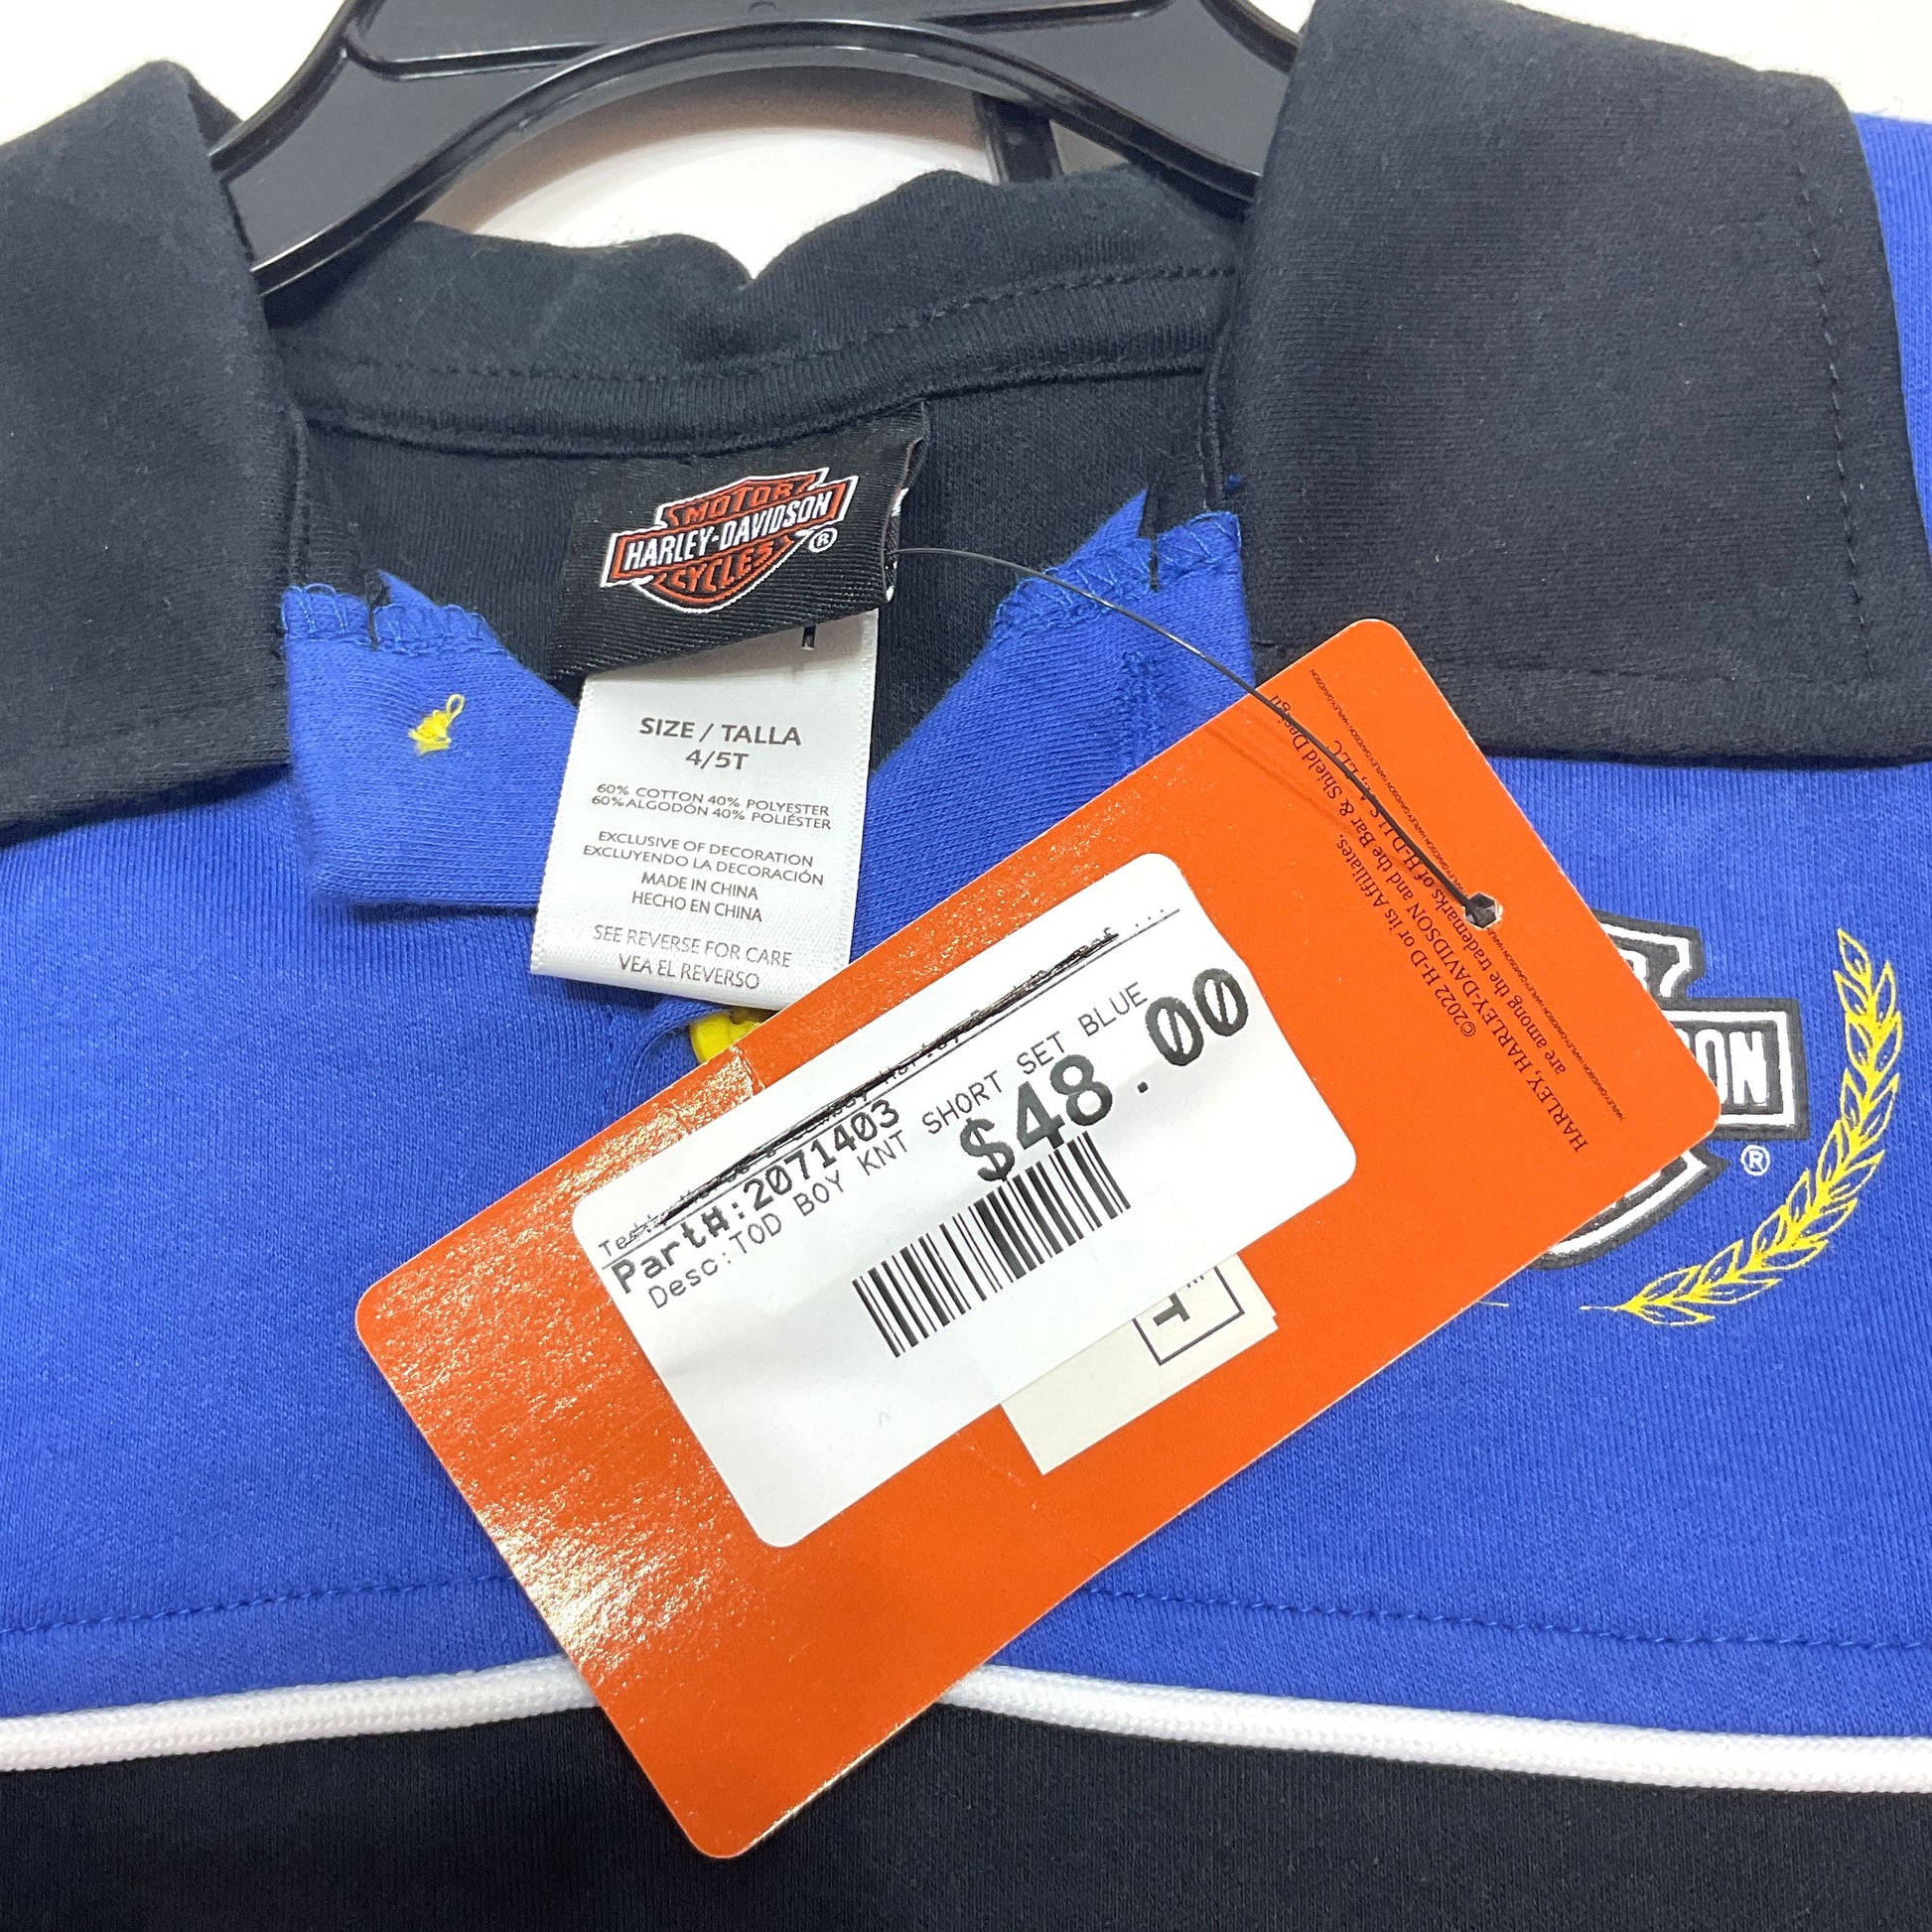 MOTOR
HARLEY-DAVIDSON
CYCLES
®
SIZE / TALLA
4/5T
60% COTTON 40% POLYESTER
60% ALGODÓN 40% POLIÉSTER
EXCLUSIVE OF DECORATION
EXCLUYENDO LA DECORACIÓN
MADE IN CHINA
HECHO EN CHINA
SEE REVERSE FOR CARE
VEA EL REVERSO
Part#:2071403
Desc:TOD BOY KNT SHORT SET BLUE
$48.00
©2022 H-D or its Affiliates.
HARLEY, HARLEY-DAVIDSON and the Bar & Shield Design
are among the trademarks of H-D U.S.A., LLC
®